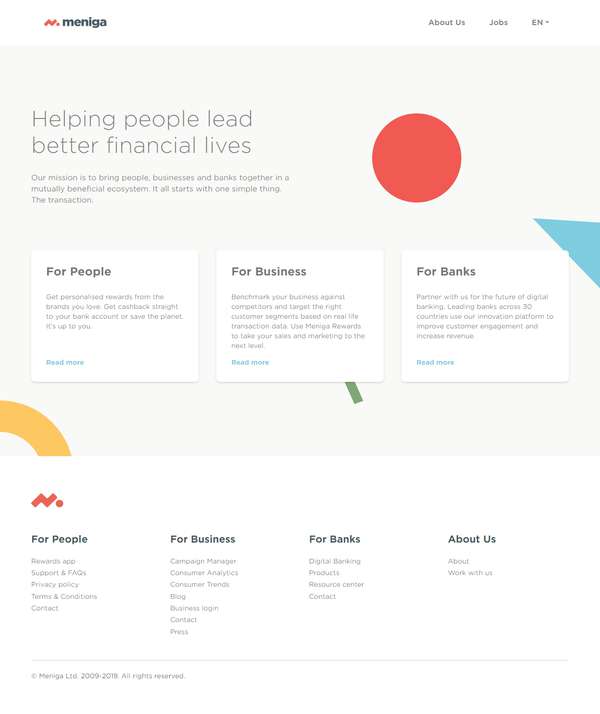 meniga
About Us
Jobs
EN
Helping people lead
better financial lives
Our mission is to bring people, businesses and banks together in a
mutually beneficial ecosystem. It all starts with one simple thing.
The transaction.
For People
Get personalised rewards from the
brands you love. Get cashback straight
to your bank account or save the planet.
It's up to you.
Read more
For Business
Benchmark your business against
competitors and target the right
customer segments based on real life
transaction data. Use Meniga Rewards
to take your sales and marketing to the
next level.
Read more
For Banks
Partner with us for the future of digital
banking. Leading banks across 30
countries use our innovation platform to
improve customer engagement and
increase revenue.
Read more
For People
Rewards app
Support & FAQs
Privacy policy
Terms & Conditions
Contact
For Business
Campaign Manager
Consumer Analytics
Consumer Trends
Blog
Business login
Contact
Press
For Banks
Digital Banking
Products
Resource center
Contact
About Us
About
Work with us
© Meniga Ltd. 2009-2019. All rights reserved.